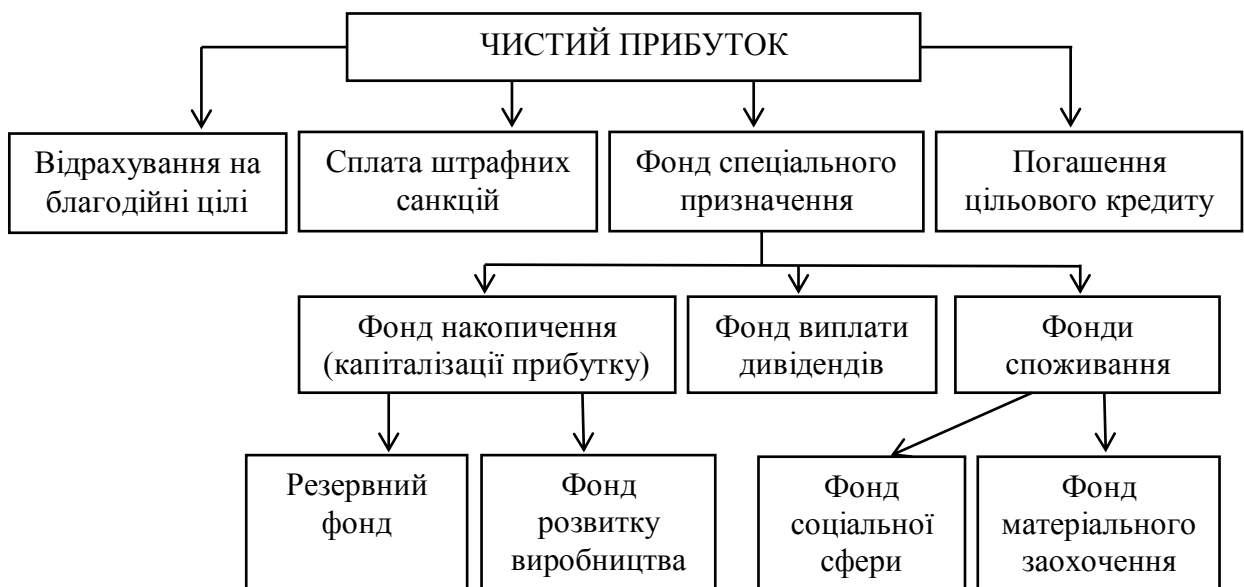 ЧИСТИЙ ПРИБУТОК
Відрахування на
благодійні цілі
Сплата штрафних
санкцій
Фонд спеціального
призначення
Погашення
цільового кредиту
Фонд накопичення
(капіталізації прибутку)
Фонд виплати
дивідендів
Фонди
споживання
Резервний
фонд
Фонд
розвитку
виробництва
Фонд
соціальної
сфери
Фонд
матеріального
заохочення